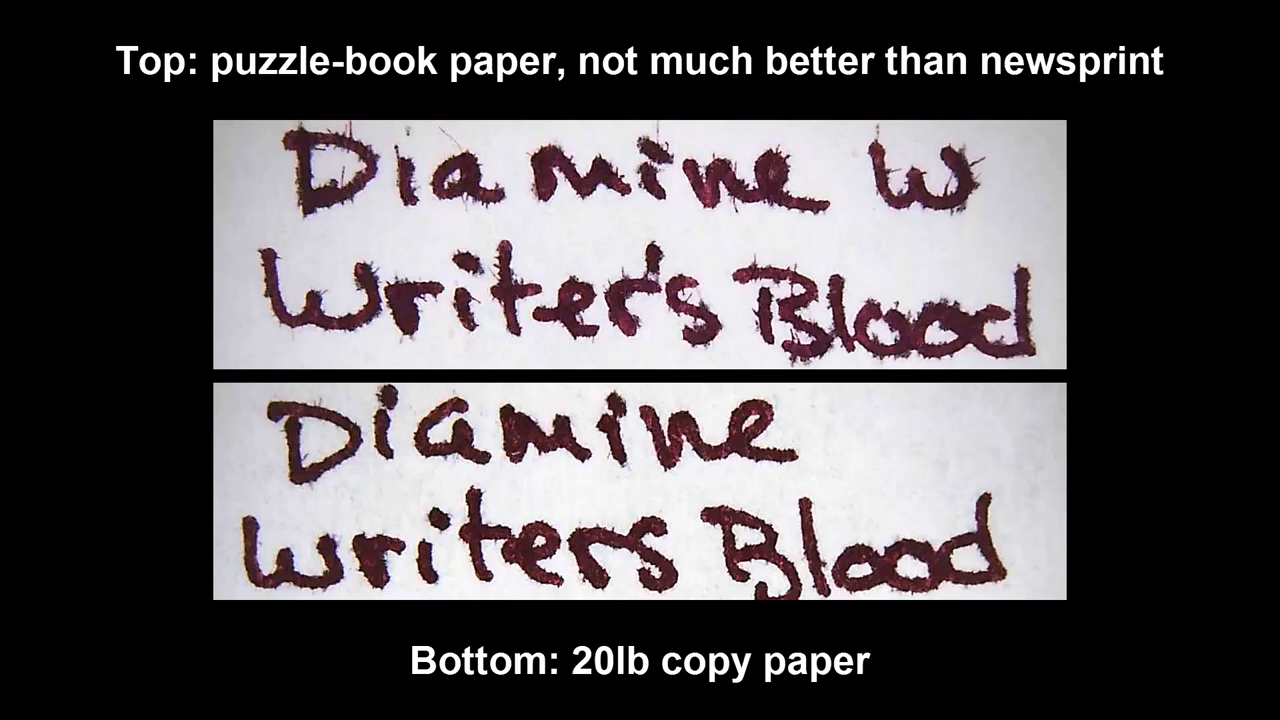 Top: puzzle-book paper, not much better than newsprint
Diamine W
Writer's Blood
Diamine
Writers Blood
Bottom: 20lb copy paper